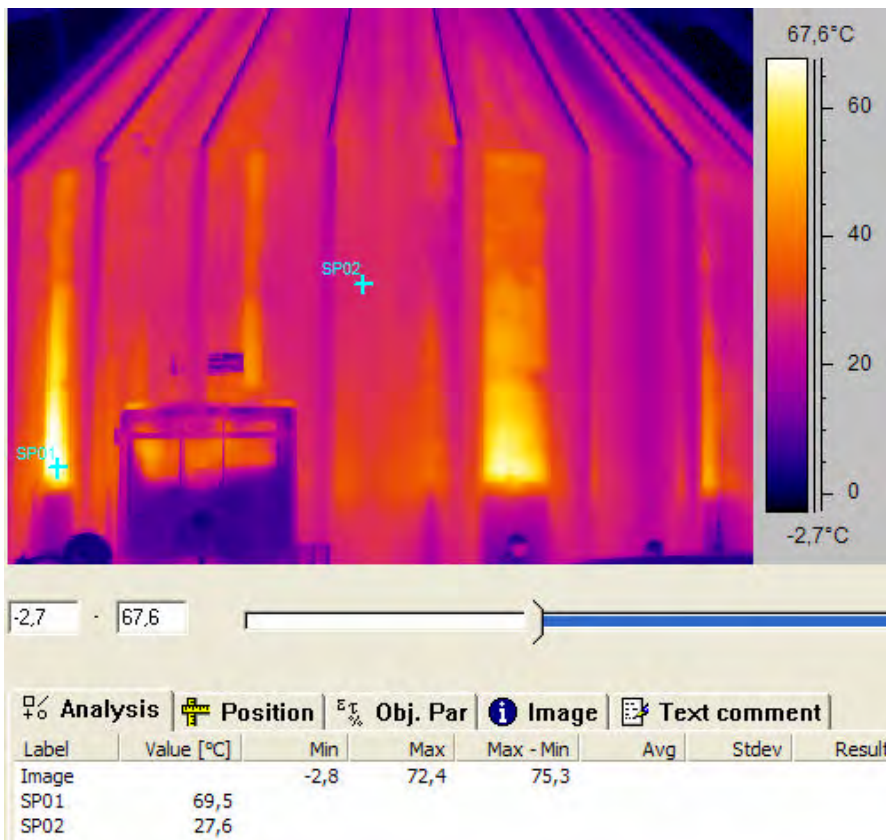 67,6°C
60
40
20
0
-2,7°C
SP02
SP01
-2,7 - 67,6
Analysis Position ετ% Obj. Par Image Text comment
Label Value [°C] Min Max Max - Min Avg Stdev Result
Image -2,8 72,4 75,3
SP01 69,5
SP02 27,6